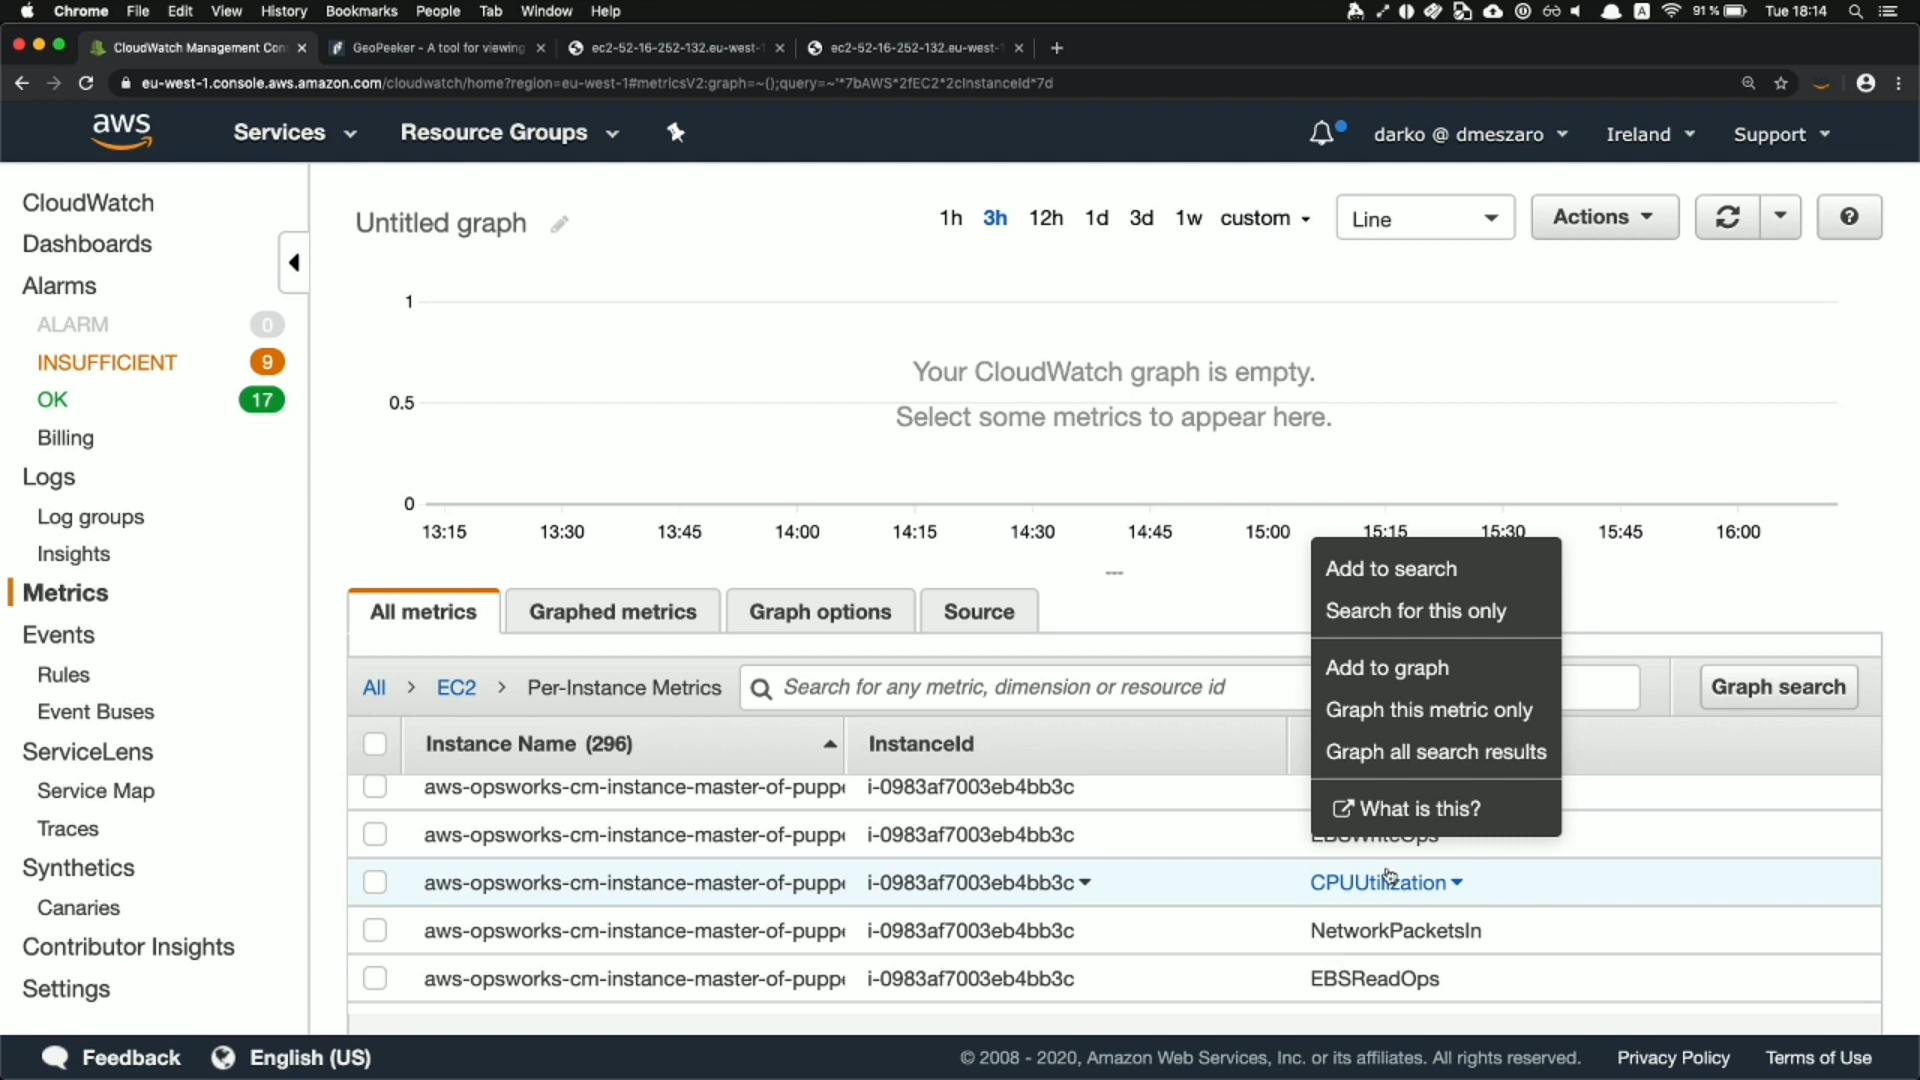 Chrome File Edit View History Bookmarks People Tab Window Help
91% Tue 18:14
CloudWatch Management Con
GeoPeeker - A tool for viewing
ec2-52-16-252-132.eu-west-1
ec2-52-16-252-132.eu-west-1
eu-west-1.console.aws.amazon.com/cloudwatch/home?region=eu-west-1#metricsV2:graph=~();query=~'*7bAWS*2fEC2*2cInstanceId*7d
aws Services Resource Groups darko @ dmeszaro Ireland Support
CloudWatch
Dashboards
Alarms
ALARM 0
INSUFFICIENT 9
OK 17
Billing
Logs
Log groups
Insights
Metrics
Events
Rules
Event Buses
ServiceLens
Service Map
Traces
Synthetics
Canaries
Contributor Insights
Settings
Untitled graph
1h 3h 12h 1d 3d 1w custom Line Actions
1
Your CloudWatch graph is empty.
0.5
Select some metrics to appear here.
0
13:15 13:30 13:45 14:00 14:15 14:30 14:45 15:00 15:15 15:30 15:45 16:00
All metrics Graphed metrics Graph options Source
All > EC2 > Per-Instance Metrics Search for any metric, dimension or resource id Graph search
Add to search
Search for this only
Add to graph
Graph this metric only
Graph all search results
What is this?
Instance Name (296) InstanceId
aws-opsworks-cm-instance-master-of-puppe i-0983af7003eb4bb3c
aws-opsworks-cm-instance-master-of-puppe i-0983af7003eb4bb3c EBSWriteOps
aws-opsworks-cm-instance-master-of-puppe i-0983af7003eb4bb3c CPUUtilization
aws-opsworks-cm-instance-master-of-puppe i-0983af7003eb4bb3c NetworkPacketsIn
aws-opsworks-cm-instance-master-of-puppe i-0983af7003eb4bb3c EBSReadOps
Feedback English (US) © 2008 - 2020, Amazon Web Services, Inc. or its affiliates. All rights reserved. Privacy Policy Terms of Use